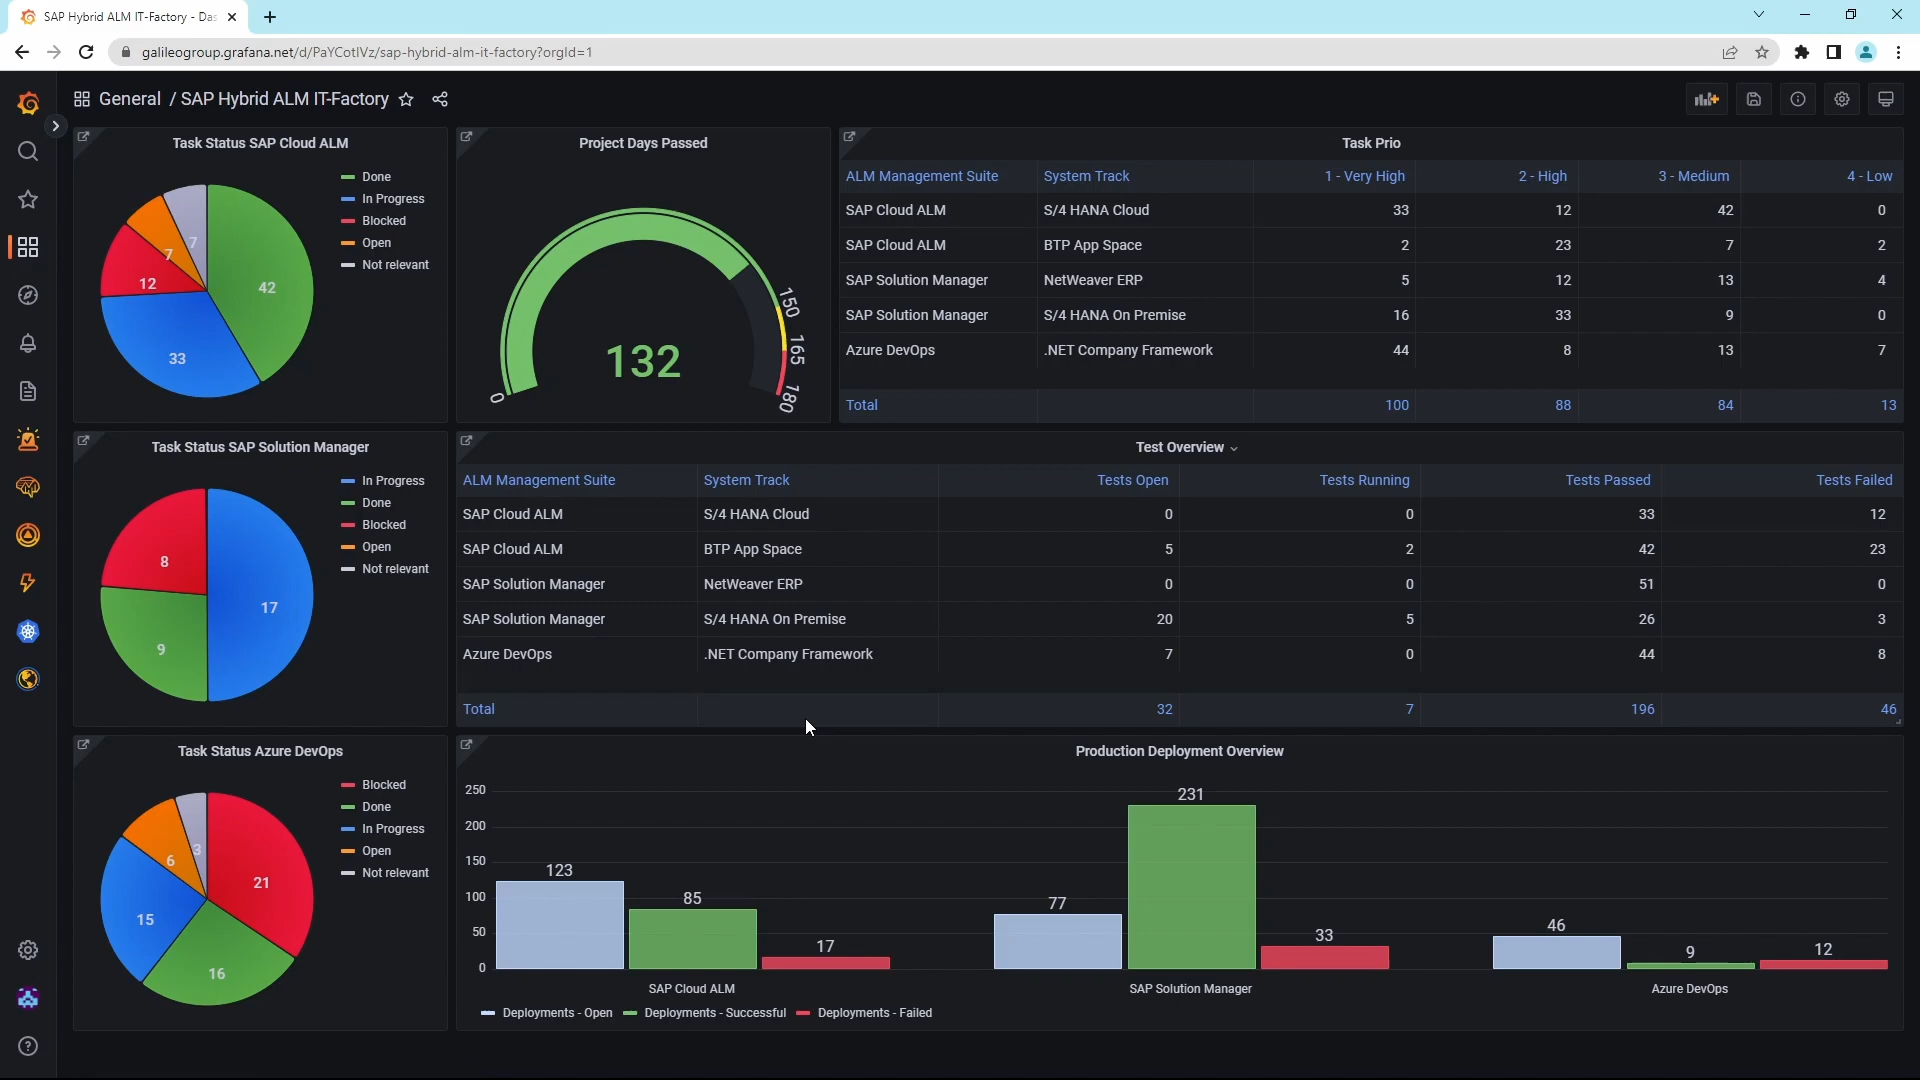 SAP Hybrid ALM IT-Factory - Das
galileogroup.grafana.net/d/PaYCotIVz/sap-hybrid-alm-it-factory?orgId=1
General / SAP Hybrid ALM IT-Factory
Task Status SAP Cloud ALM
Done
In Progress
Blocked
Open
Not relevant
7
7
12
42
33
Project Days Passed
132
0
150
165
180
Task Prio
ALM Management Suite System Track 1 - Very High 2 - High 3 - Medium 4 - Low
SAP Cloud ALM S/4 HANA Cloud 33 12 42 0
SAP Cloud ALM BTP App Space 2 23 7 2
SAP Solution Manager NetWeaver ERP 5 12 13 4
SAP Solution Manager S/4 HANA On Premise 16 33 9 0
Azure DevOps .NET Company Framework 44 8 13 7
Total 100 88 84 13
Task Status SAP Solution Manager
In Progress
Done
Blocked
Open
Not relevant
8
17
9
Test Overview
ALM Management Suite System Track Tests Open Tests Running Tests Passed Tests Failed
SAP Cloud ALM S/4 HANA Cloud 0 0 33 12
SAP Cloud ALM BTP App Space 5 2 42 23
SAP Solution Manager NetWeaver ERP 0 0 51 0
SAP Solution Manager S/4 HANA On Premise 20 5 26 3
Azure DevOps .NET Company Framework 7 0 44 8
Total 32 7 196 46
Task Status Azure DevOps
Blocked
Done
In Progress
Open
Not relevant
3
6
21
15
16
Production Deployment Overview
250
200
150
100
50
0
123
85
17
77
231
33
46
9
12
SAP Cloud ALM SAP Solution Manager Azure DevOps
Deployments - Open Deployments - Successful Deployments - Failed